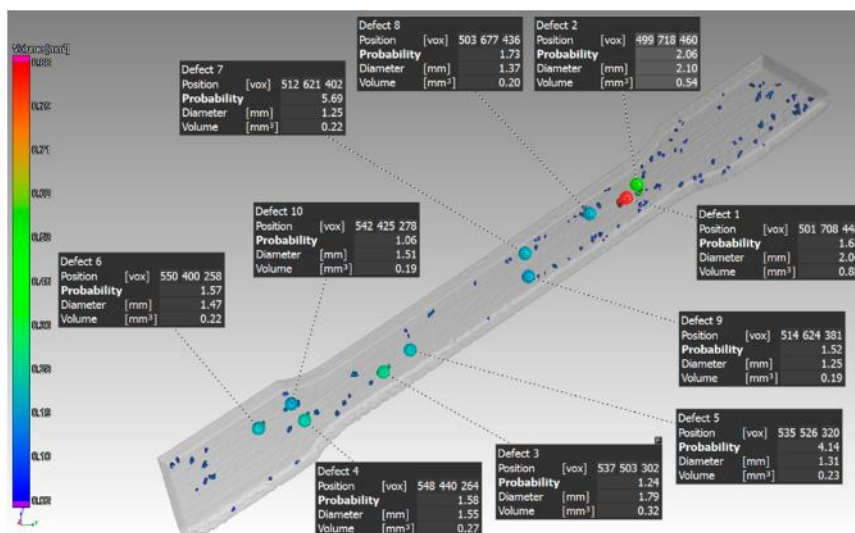 Volume [mm³]
Defect 8
Position [vox] 503 677 436
Probability 1.73
Diameter [mm] 1.37
Volume [mm³] 0.20
Defect 2
Position [vox] 499 718 460
Probability 2.06
Diameter [mm] 2.10
Volume [mm³] 0.54
Defect 7
Position [vox] 512 621 402
Probability 5.69
Diameter [mm] 1.25
Volume [mm³] 0.22
Defect 10
Position [vox] 542 425 278
Probability 1.06
Diameter [mm] 1.51
Volume [mm³] 0.19
Defect 1
Position [vox] 501 708
Probability
Diameter [mm]
Volume [mm³]
Defect 6
Position [vox] 550 400 258
Probability 1.57
Diameter [mm] 1.47
Volume [mm³] 0.22
Defect 9
Position [vox] 514 624 381
Probability 1.52
Diameter [mm] 1.25
Volume [mm³] 0.19
Defect 5
Position [vox] 535 526 320
Probability 4.14
Diameter [mm] 1.31
Volume [mm³] 0.23
Defect 3
Position [vox] 537 503 302
Probability 1.24
Diameter [mm] 1.79
Volume [mm³] 0.32
Defect 4
Position [vox] 548 440 264
Probability 1.58
Diameter [mm] 1.55
Volume [mm³] 0.27